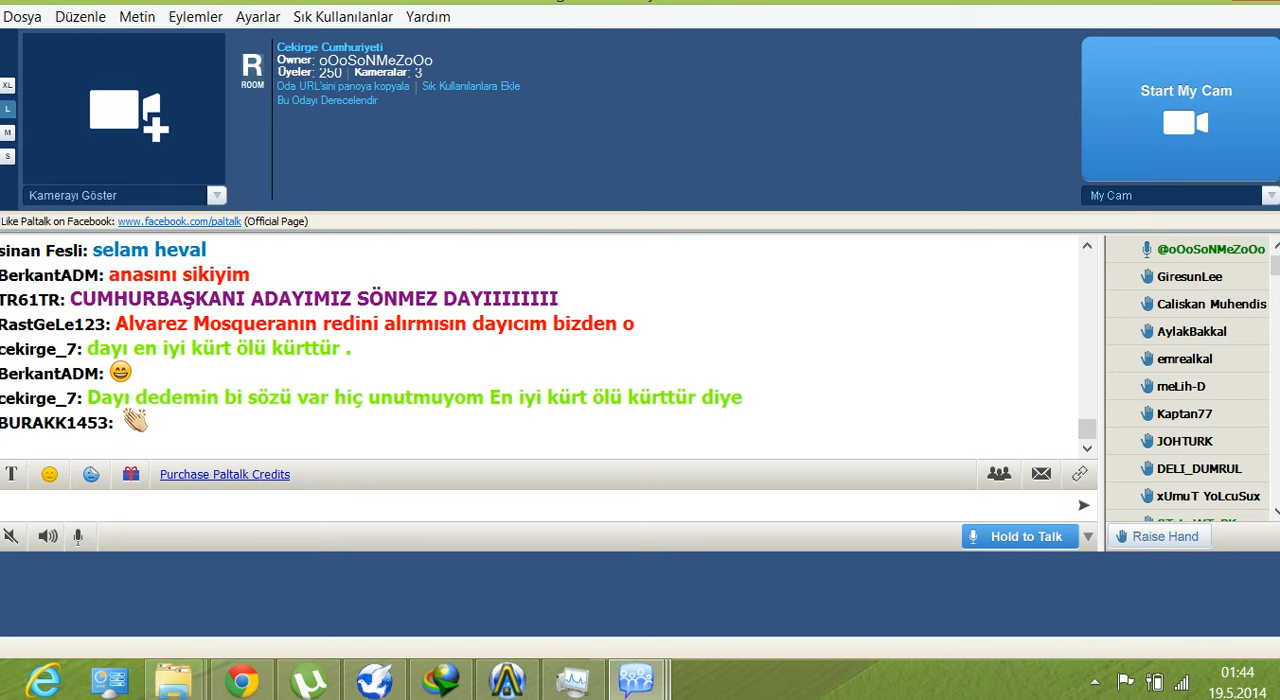 Dosya Düzenle Metin Eylemler Ayarlar Sık Kullanılanlar Yardım
XL
L
M
S
Kamerayı Göster
R
ROOM
Cekirge Cumhuriyeti
Owner: oOoSoNMeZoOo
Üyeler: 250 | Kameralar: 3
Oda URL'sini panoya kopyala | Sık Kullanılanlara Ekle
Bu Odayı Derecelendir
Start My Cam
My Cam
Like Paltalk on Facebook: www.facebook.com/paltalk (Official Page)
sinan Fesli: selam heval
BerkantADM: anasını sikiyim
TR61TR: CUMHURBAŞKANI ADAYIMIZ SÖNMEZ DAYIIIIIIII
RastGeLe123: Alvarez Mosqueranın redini alırmısın dayıcım bizden o
cekirge_7: dayı en iyi kürt ölü kürttür .
BerkantADM: 😄
cekirge_7: Dayı dedemin bi sözü var hiç unutmuyom En iyi kürt ölü kürttür diye
BURAKK1453: 👏
@oOoSoNMeZoOo
GiresunLee
Caliskan Muhendis
AylakBakkal
emrealkal
meLih-D
Kaptan77
JOHTURK
DELI_DUMRUL
xUmuT YoLcuSux
T
Purchase Paltalk Credits
Hold to Talk
Raise Hand
01:44
19.5.2014